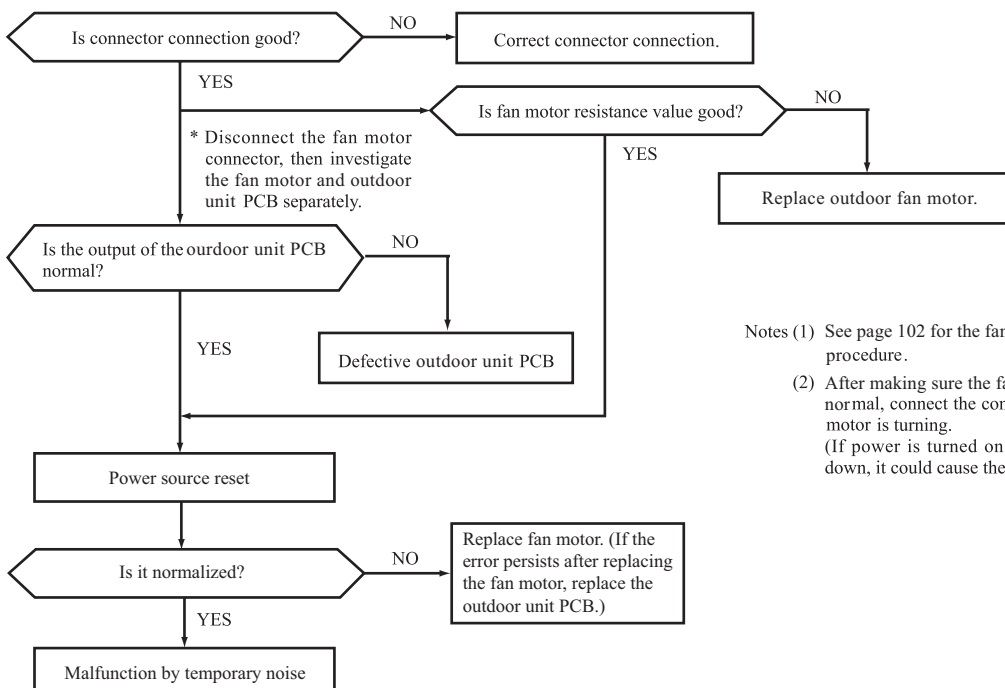 Is connector connection good?
NO
Correct connector connection.
YES
Is fan motor resistance value good?
NO
* Disconnect the fan motor
connector, then investigate
the fan motor and outdoor
unit PCB separately.
YES
Replace outdoor fan motor.
Is the output of the ourdoor unit PCB
normal?
NO
YES
Defective outdoor unit PCB
Notes (1) See page 102 for the fan
procedure.
(2) After making sure the fa
normal, connect the con
motor is turning.
(If power is turned on
down, it could cause the
Power source reset
Is it normalized?
NO
Replace fan motor. (If the
error persists after replacing
the fan motor, replace the
outdoor unit PCB.)
YES
Malfunction by temporary noise